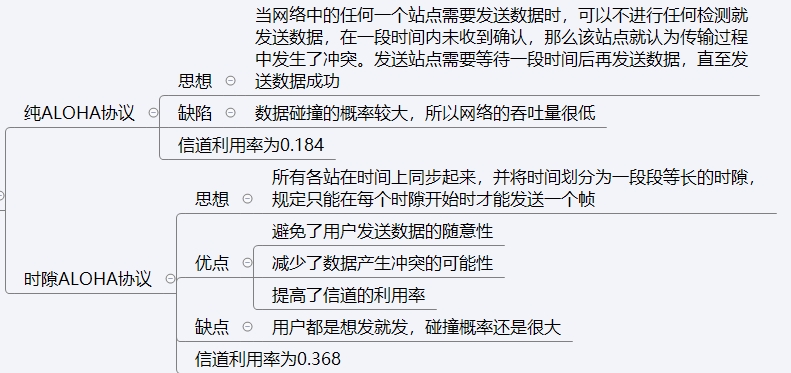 当网络中的任何一个站点需要发送数据时，可以不进行任何检测就
发送数据，在一段时间内未收到确认，那么该站点就认为传输过程
中发生了冲突。发送站点需要等待一段时间后再发送数据，直至发
思想
送数据成功
纯ALOHA协议
缺陷
数据碰撞的概率较大，所以网络的吞吐量很低
信道利用率为0.184
所有各站在时间上同步起来，并将时间划分为一段段等长的时隙，
思想
规定只能在每个时隙开始时才能发送一个帧
避免了用户发送数据的随意性
优点
减少了数据产生冲突的可能性
时隙ALOHA协议
提高了信道的利用率
缺点
用户都是想发就发，碰撞概率还是很大
信道利用率为0.368